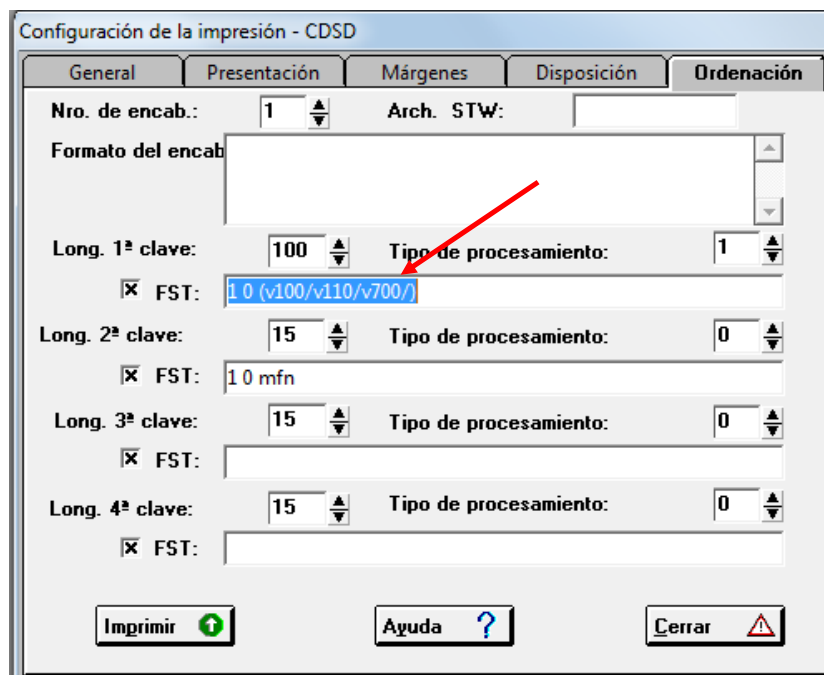 Configuración de la impresión - CDSD
General Presentación Márgenes Disposición Ordenación
Nro. de encab.: 1 Arch. STW:
Formato del encab
Long. 1ª clave: 100 Tipo de procesamiento: 1
FST: 1 0 (v100/v110/v700/)
Long. 2ª clave: 15 Tipo de procesamiento: 0
FST: 1 0 mfn
Long. 3ª clave: 15 Tipo de procesamiento: 0
FST:
Long. 4ª clave: 15 Tipo de procesamiento: 0
FST:
Imprimir Ayuda ? Cerrar